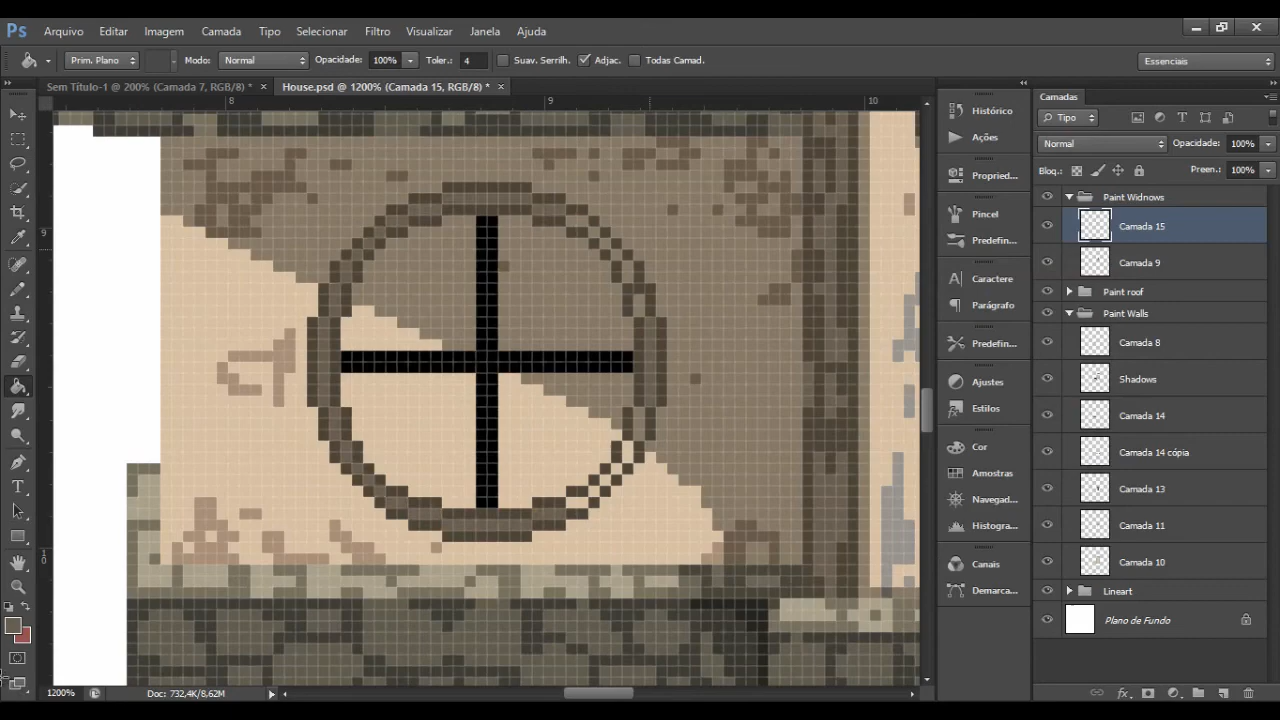 Ps Arquivo Editar Imagem Camada Tipo Selecionar Filtro Visualizar Janela Ajuda
Prim. Plano Modo: Normal Opacidade: 100% Toler.: 4 Suav. Serrilh. Adjac. Todas Camad. Essenciais
Sem Título-1 @ 200% (Camada 7, RGB/8) * × House.psd @ 1200% (Camada 15, RGB/8) * ×
8 9 10
9
10
Histórico
Ações
Propried...
Pincel
Predefin...
Caractere
Parágrafo
Predefin...
Ajustes
Estilos
Cor
Amostras
Navegad...
Histogra...
Canais
Demarca...
Camadas
Tipo
Normal Opacidade: 100%
Bloq.: Preen.: 100%
Paint Widnows
Camada 15
Camada 9
Paint roof
Paint Walls
Camada 8
Shadows
Camada 14
Camada 14 cópia
Camada 13
Camada 11
Camada 10
Lineart
Plano de Fundo
1200% Doc: 732,4K/8,62M